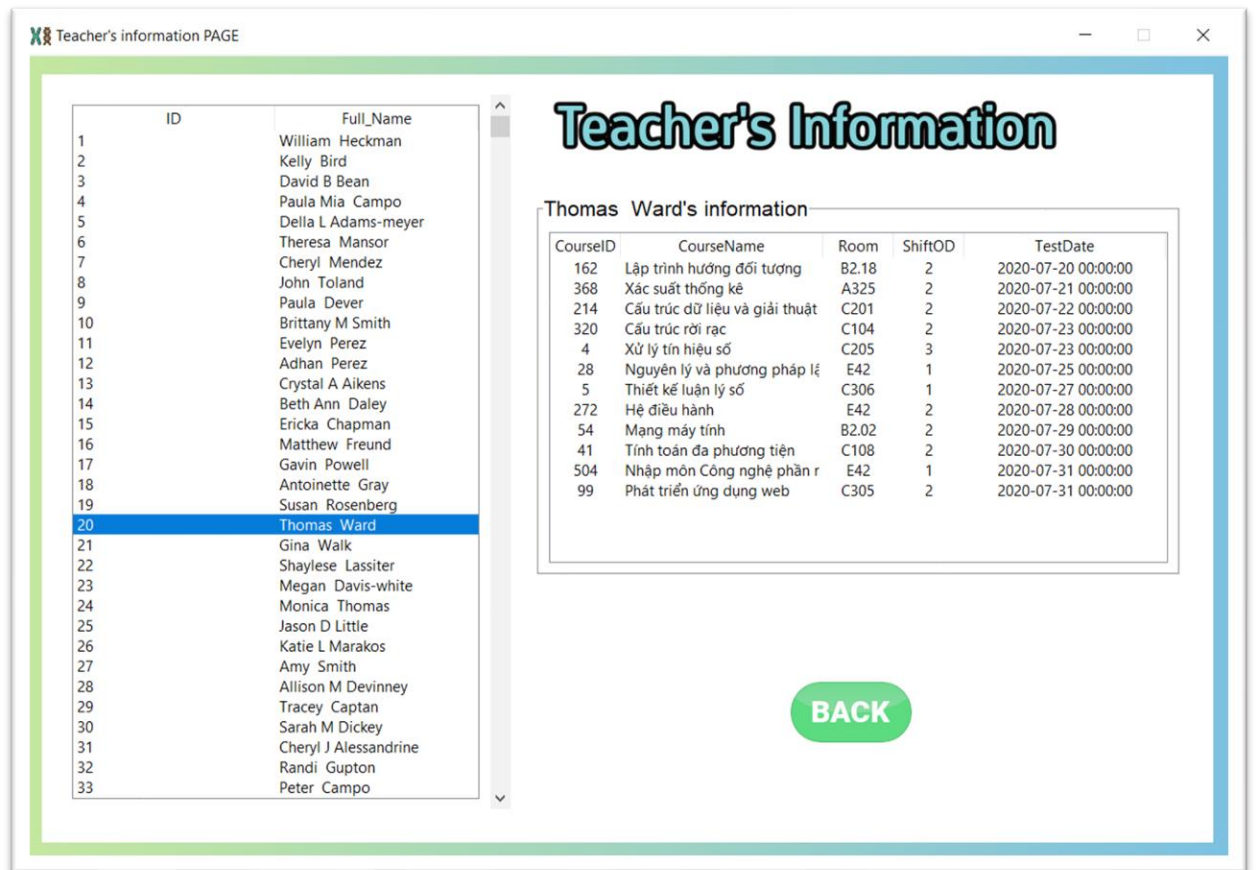 Teacher's information PAGE
ID Full_Name
1 William Heckman
2 Kelly Bird
3 David B Bean
4 Paula Mia Campo
5 Della L Adams-meyer
6 Theresa Mansor
7 Cheryl Mendez
8 John Toland
9 Paula Dever
10 Brittany M Smith
11 Evelyn Perez
12 Adhan Perez
13 Crystal A Aikens
14 Beth Ann Daley
15 Ericka Chapman
16 Matthew Freund
17 Gavin Powell
18 Antoinette Gray
19 Susan Rosenberg
20 Thomas Ward
21 Gina Walk
22 Shaylese Lassiter
23 Megan Davis-white
24 Monica Thomas
25 Jason D Little
26 Katie L Marakos
27 Amy Smith
28 Allison M Devinney
29 Tracey Captan
30 Sarah M Dickey
31 Cheryl J Alessandrine
32 Randi Gupton
33 Peter Campo
Teacher's Information
Thomas Ward's information
CourseID CourseName Room ShiftOD TestDate
162 Lập trình hướng đối tượng B2.18 2 2020-07-20 00:00:00
368 Xác suất thống kê A325 2 2020-07-21 00:00:00
214 Cấu trúc dữ liệu và giải thuật C201 2 2020-07-22 00:00:00
320 Cấu trúc rời rạc C104 2 2020-07-23 00:00:00
4 Xử lý tín hiệu số C205 3 2020-07-23 00:00:00
28 Nguyên lý và phương pháp E42 1 2020-07-25 00:00:00
5 Thiết kế luận lý số C306 1 2020-07-27 00:00:00
272 Hệ điều hành E42 2 2020-07-28 00:00:00
54 Mạng máy tính B2.02 2 2020-07-29 00:00:00
41 Tính toán đa phương tiện C108 2 2020-07-30 00:00:00
504 Nhập môn Công nghệ phần E42 1 2020-07-31 00:00:00
99 Phát triển ứng dụng web C305 2 2020-07-31 00:00:00
BACK